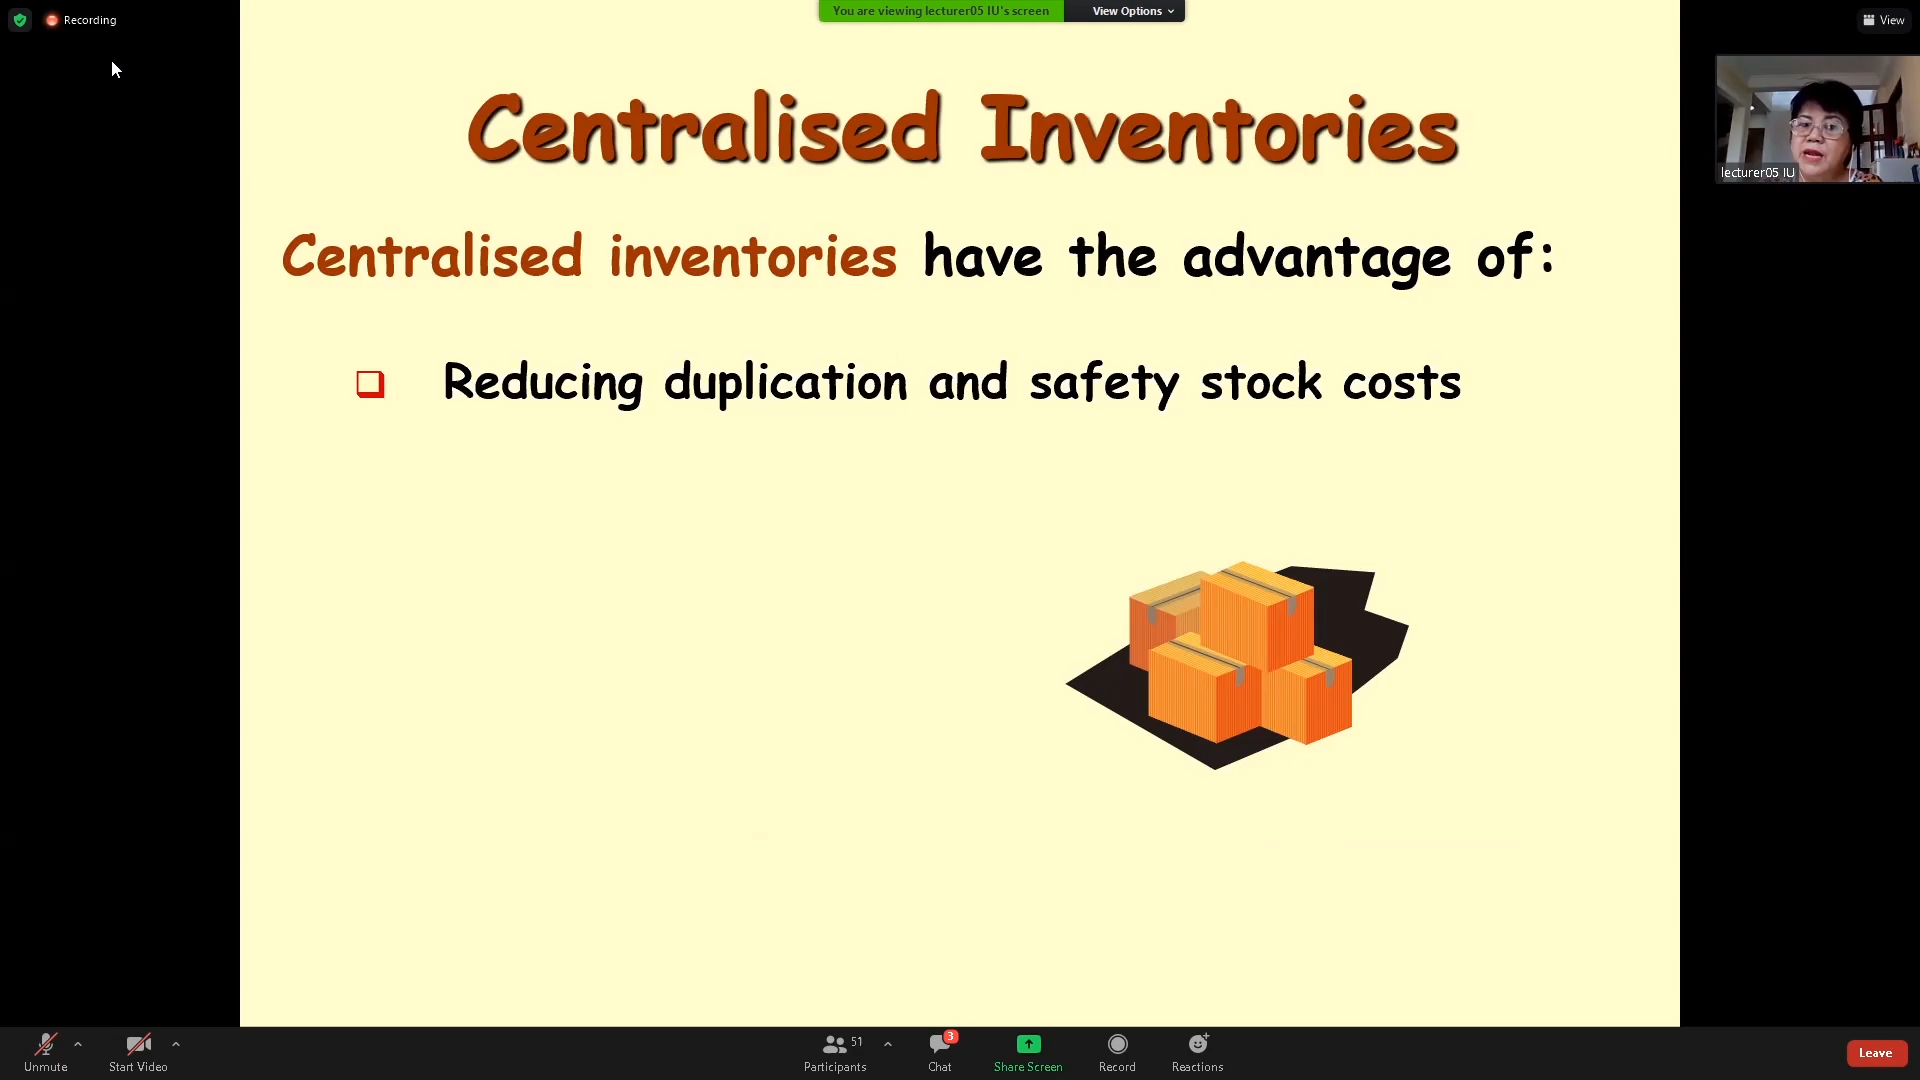 Recording
You are viewing lecturer05 IU's screen
View Options
View
Centralised Inventories
lecturer05 IU
Centralised inventories have the advantage of:
Reducing duplication and safety stock costs
51
3
Unmute
Start Video
Participants
Chat
Share Screen
Record
Reactions
Leave